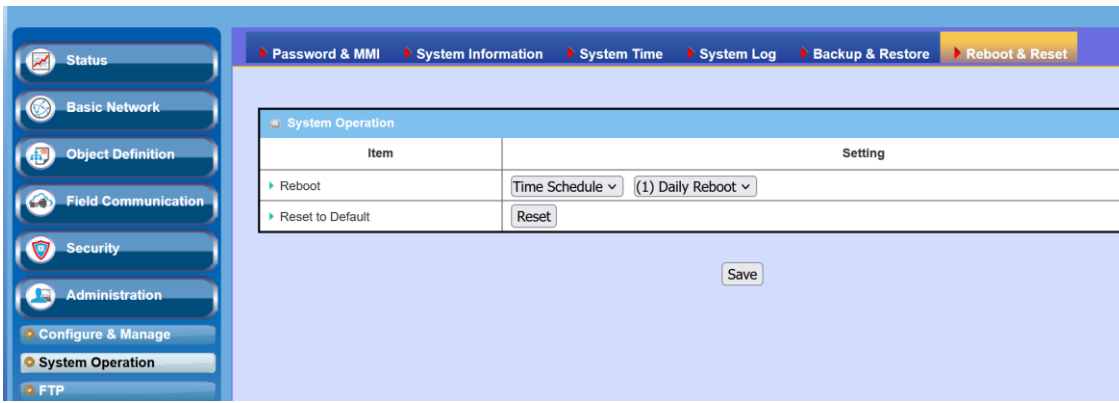 Status
Basic Network
Object Definition
Field Communication
Security
Administration
Configure & Manage
System Operation
FTP
Password & MMI System Information System Time System Log Backup & Restore Reboot & Reset
System Operation
Item Setting
Reboot Time Schedule (1) Daily Reboot
Reset to Default Reset
Save